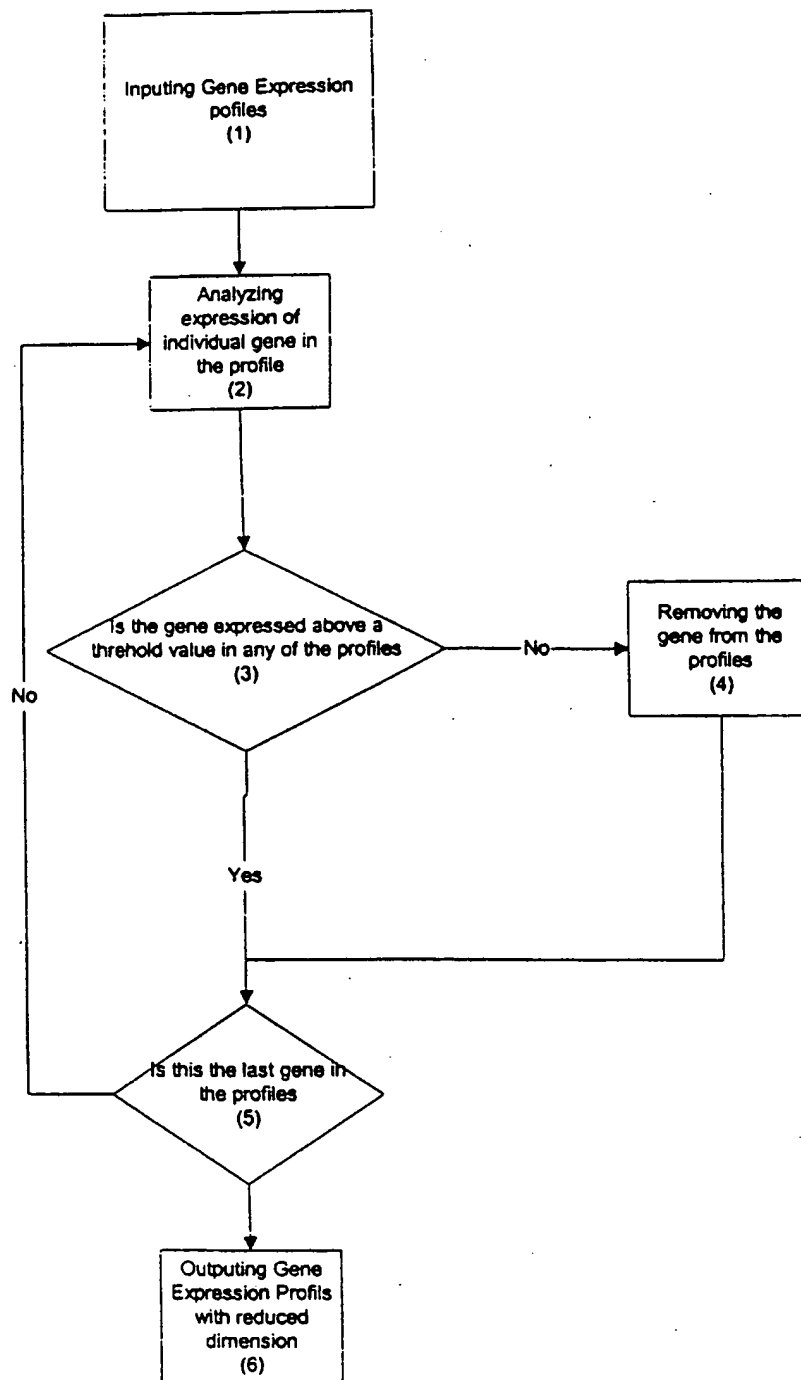 Inputing Gene Expression
pofiles
(1)
Analyzing
expression of
individual gene in
the profile
(2)
Is the gene expressed above a
threhold value in any of the profiles
(3)
No
Removing the
gene from the
profiles
(4)
No
Yes
Is this the last gene in
the profiles
(5)
Outputing Gene
Expression Profils
with reduced
dimension
(6)